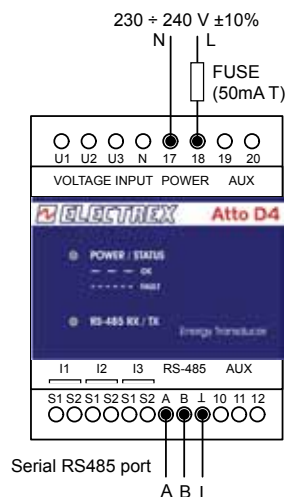 230 ÷ 240 V ±10%
N L
FUSE
(50mA T)
U1 U2 U3 N 17 18 19 20
VOLTAGE INPUT POWER AUX
ELECTREX Atto D4
POWER / STATUS
OK
FAULT
RS-485 RX / TX
Energy Transducer
I1 I2 I3 RS-485 AUX
S1 S2 S1 S2 S1 S2 A B ⊥ 10 11 12
Serial RS485 port
A B ⊥